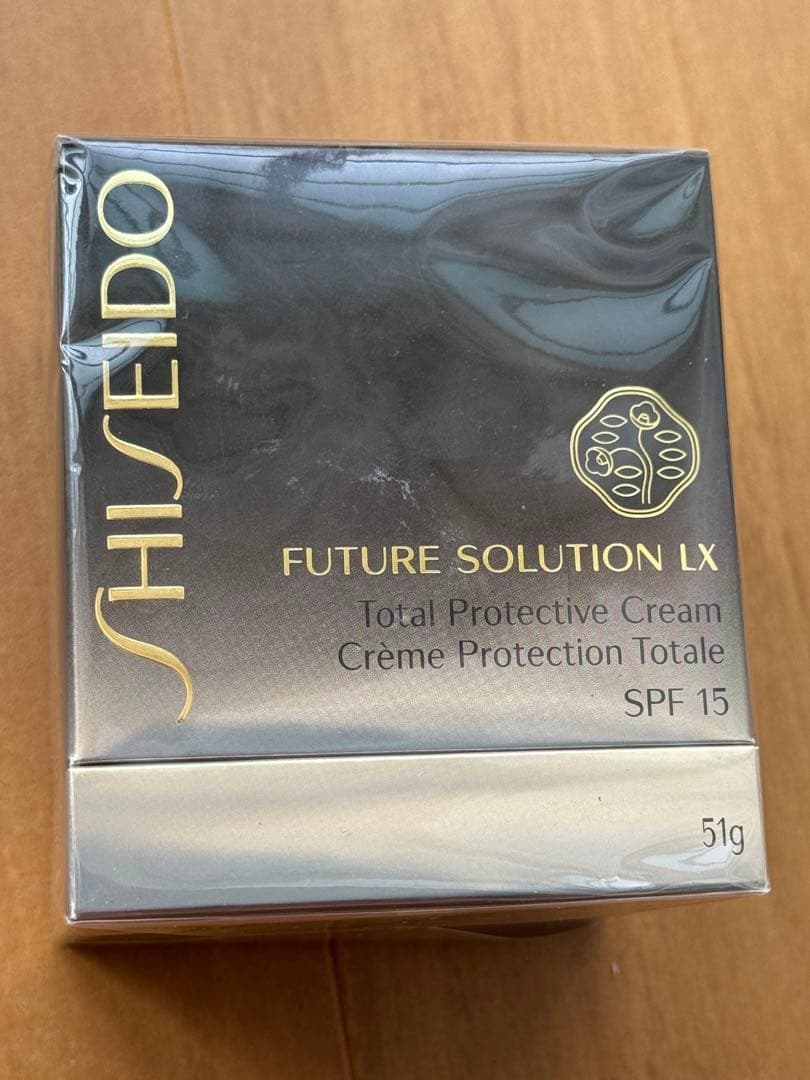 SHISEIDO
FUTURE SOLUTION LX
Total Protective Cream
Crème Protection Totale
SPF 15
51g